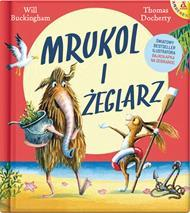 Will
Buckingham
Thomas
Docherty
MRUKOL
I
ŻEGLARZ
ŚWIATOWY
BESTSELLER
ILUSTRATORA